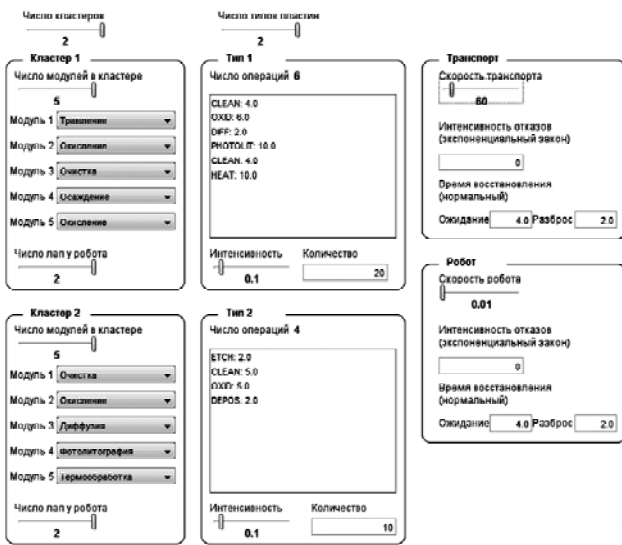 Число кластеров
2
Число типов пластин
2
Кластер 1
Число модулей в кластере
5
Модуль 1 Травление
Модуль 2 Окисление
Модуль 3 Очистка
Модуль 4 Осаждение
Модуль 5 Окисление
Число лап у робота
2
Тип 1
Число операций 6
CLEAN: 4.0
OXID: 6.0
DIFF: 2.0
PHOTOLIT: 10.0
CLEAN: 4.0
HEAT: 10.0
Интенсивность Количество
0.1
20
Транспорт
Скорость транспорта
60
Интенсивность отказов
(экспоненциальный закон)
0
Время восстановления
(нормальный)
Ожидание 4.0 Разброс 2.0
Робот
Скорость робота
0.01
Интенсивность отказов
(экспоненциальный закон)
0
Время восстановления
(нормальный)
Ожидание 4.0 Разброс 2.0
Кластер 2
Число модулей в кластере
5
Модуль 1 Очистка
Модуль 2 Окисление
Модуль 3 Диффузия
Модуль 4 Фотолитография
Модуль 5 Термообработка
Число лап у робота
2
Тип 2
Число операций 4
ETCH: 2.0
CLEAN: 5.0
OXID: 5.0
DEPOS: 2.0
Интенсивность Количество
0.1
10